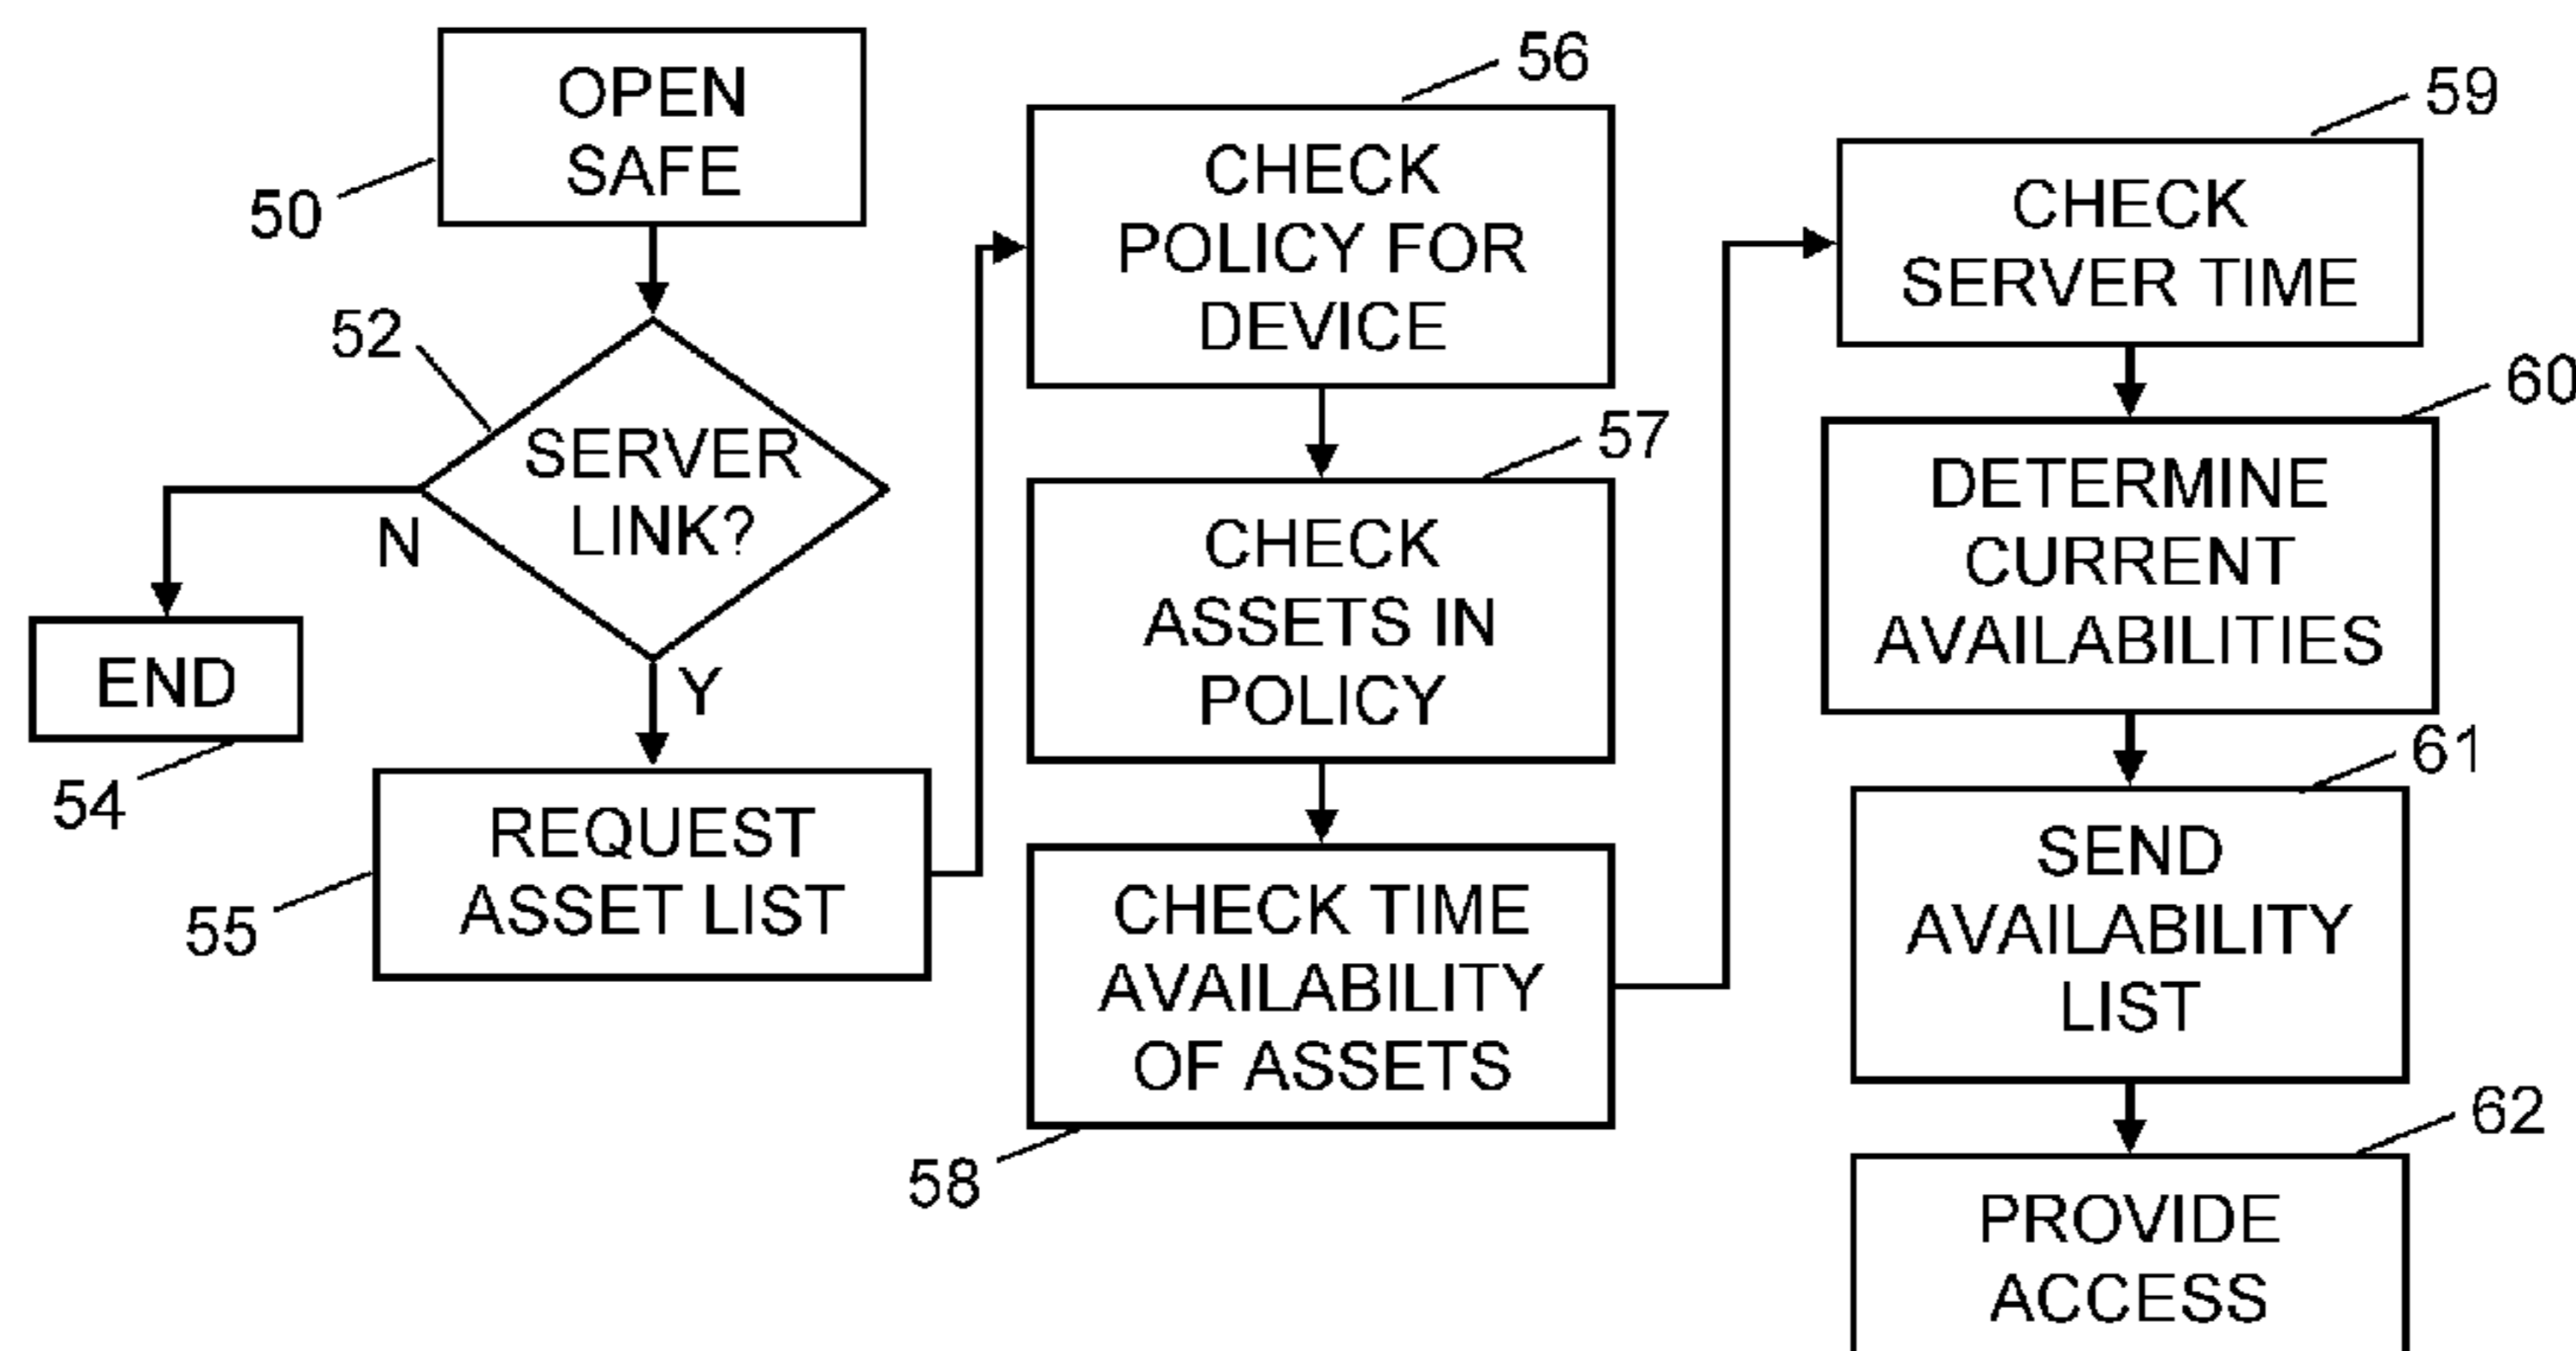 OPEN
SAFE
50
52
SERVER
LINK?
N
Y
END
54
REQUEST
ASSET LIST
55
56
CHECK
POLICY FOR
DEVICE
57
CHECK
ASSETS IN
POLICY
CHECK TIME
AVAILABILITY
OF ASSETS
58
59
CHECK
SERVER TIME
60
DETERMINE
CURRENT
AVAILABILITIES
61
SEND
AVAILABILITY
LIST
62
PROVIDE
ACCESS